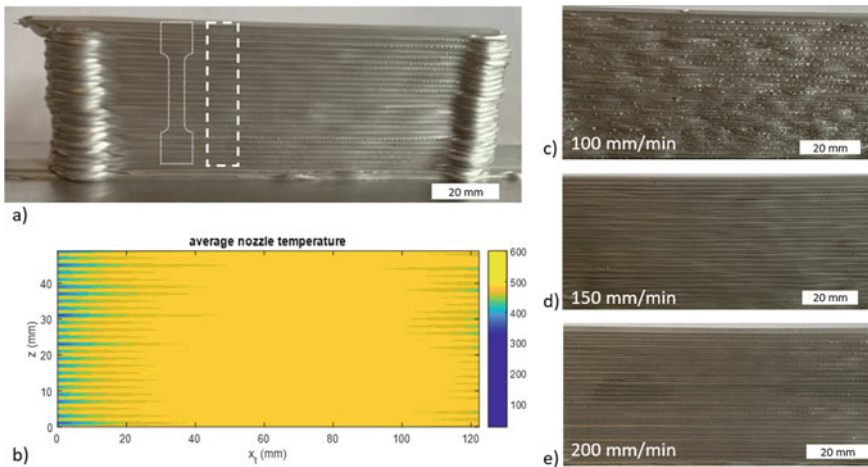 20 mm
a)
average nozzle temperature
600
500
400
300
200
100
40
30
20
10
0
z (mm)
0
20
40
60
80
100
120
x_t (mm)
b)
100 mm/min
20 mm
c)
150 mm/min
20 mm
d)
200 mm/min
20 mm
e)